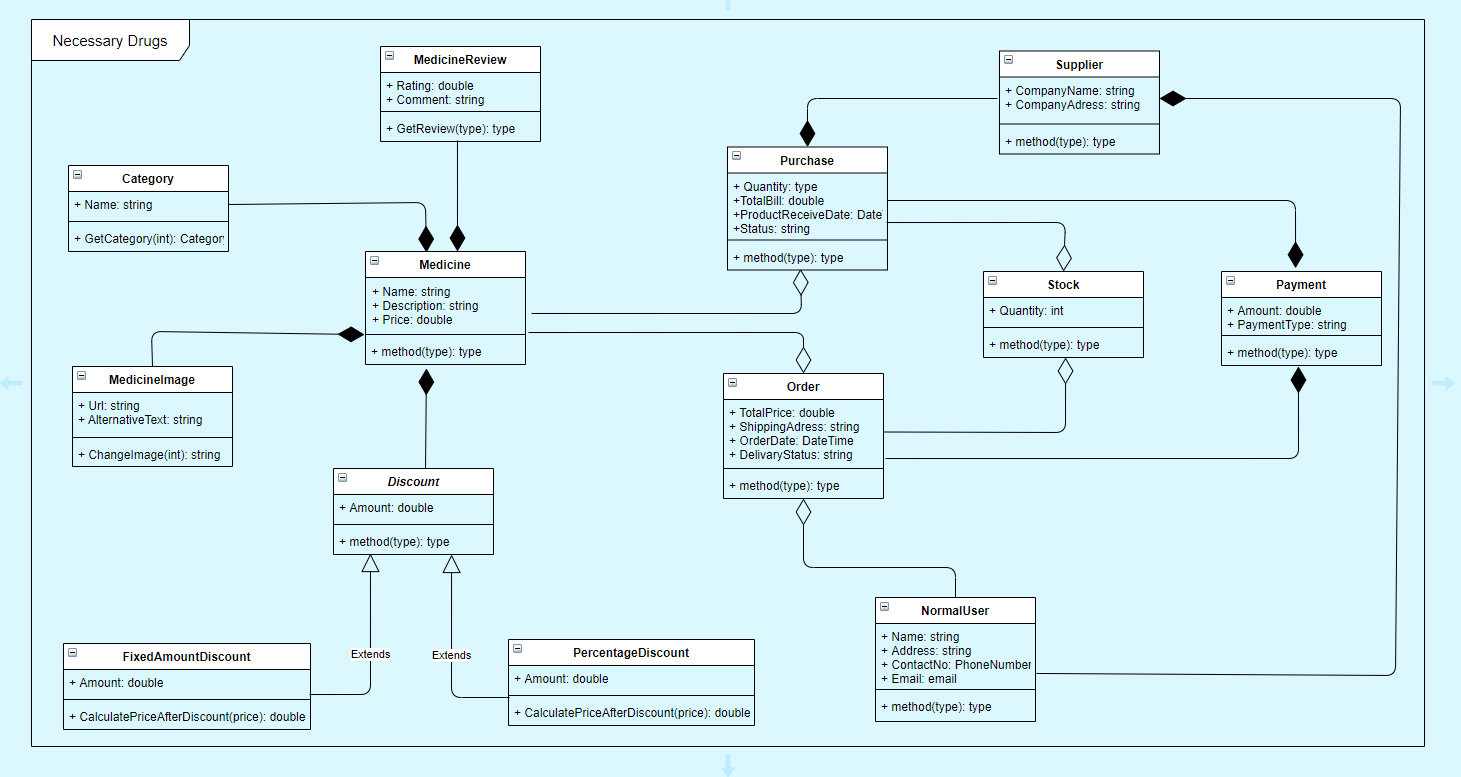 Necessary Drugs
MedicineReview
+ Rating: double
+ Comment: string
+ GetReview(type): type
Supplier
+ CompanyName: string
+ CompanyAdress: string
+ method(type): type
Category
+ Name: string
+ GetCategory(int): Category
Purchase
+ Quantity: type
+TotalBill: double
+ProductReceiveDate: DateT
+Status: string
+ method(type): type
Medicine
+ Name: string
+ Description: string
+ Price: double
+ method(type): type
Stock
+ Quantity: int
+ method(type): type
Payment
+ Amount: double
+ PaymentType: string
+ method(type): type
MedicineImage
+ Url: string
+ AlternativeText: string
+ ChangeImage(int): string
Order
+ TotalPrice: double
+ ShippingAdress: string
+ OrderDate: DateTime
+ DelivaryStatus: string
+ method(type): type
Discount
+ Amount: double
+ method(type): type
NormalUser
+ Name: string
+ Address: string
+ ContactNo: PhoneNumber
+ Email: email
+ method(type): type
FixedAmountDiscount
+ Amount: double
+ CalculatePriceAfterDiscount(price): double
Extends
Extends
PercentageDiscount
+ Amount: double
+ CalculatePriceAfterDiscount(price): double